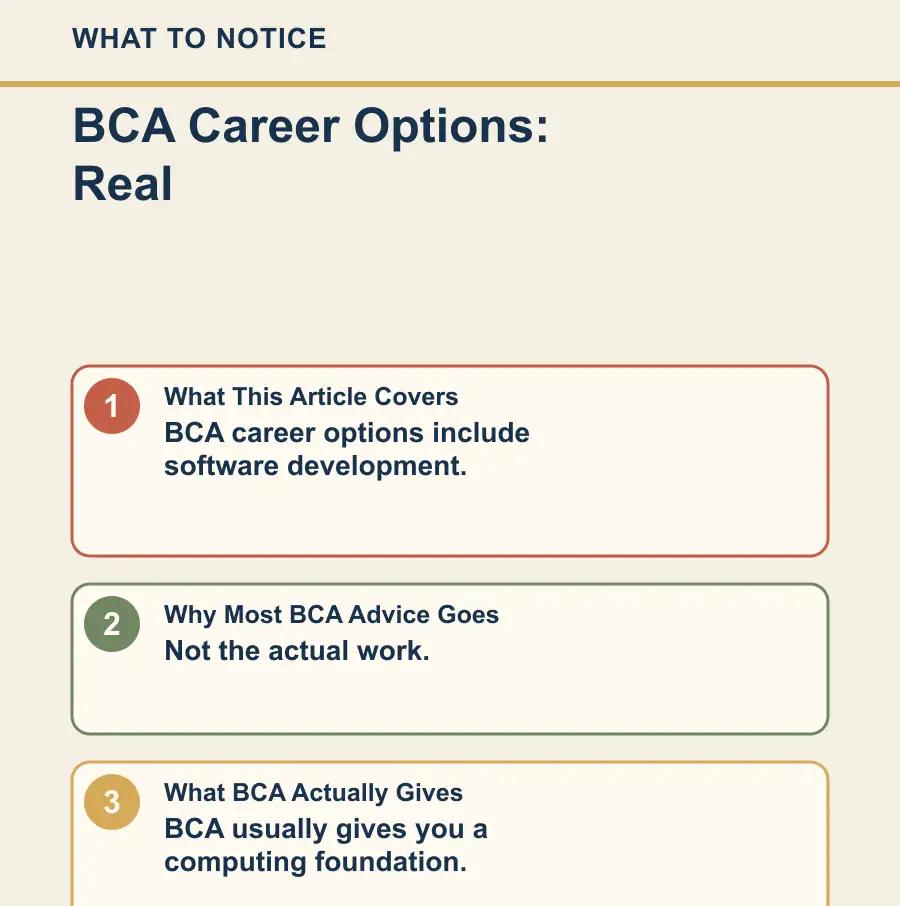 WHAT TO NOTICE
BCA Career Options:
Real
1
What This Article Covers
BCA career options include
software development.
2
Why Most BCA Advice Goes
Not the actual work.
3
What BCA Actually Gives
BCA usually gives you a
computing foundation.